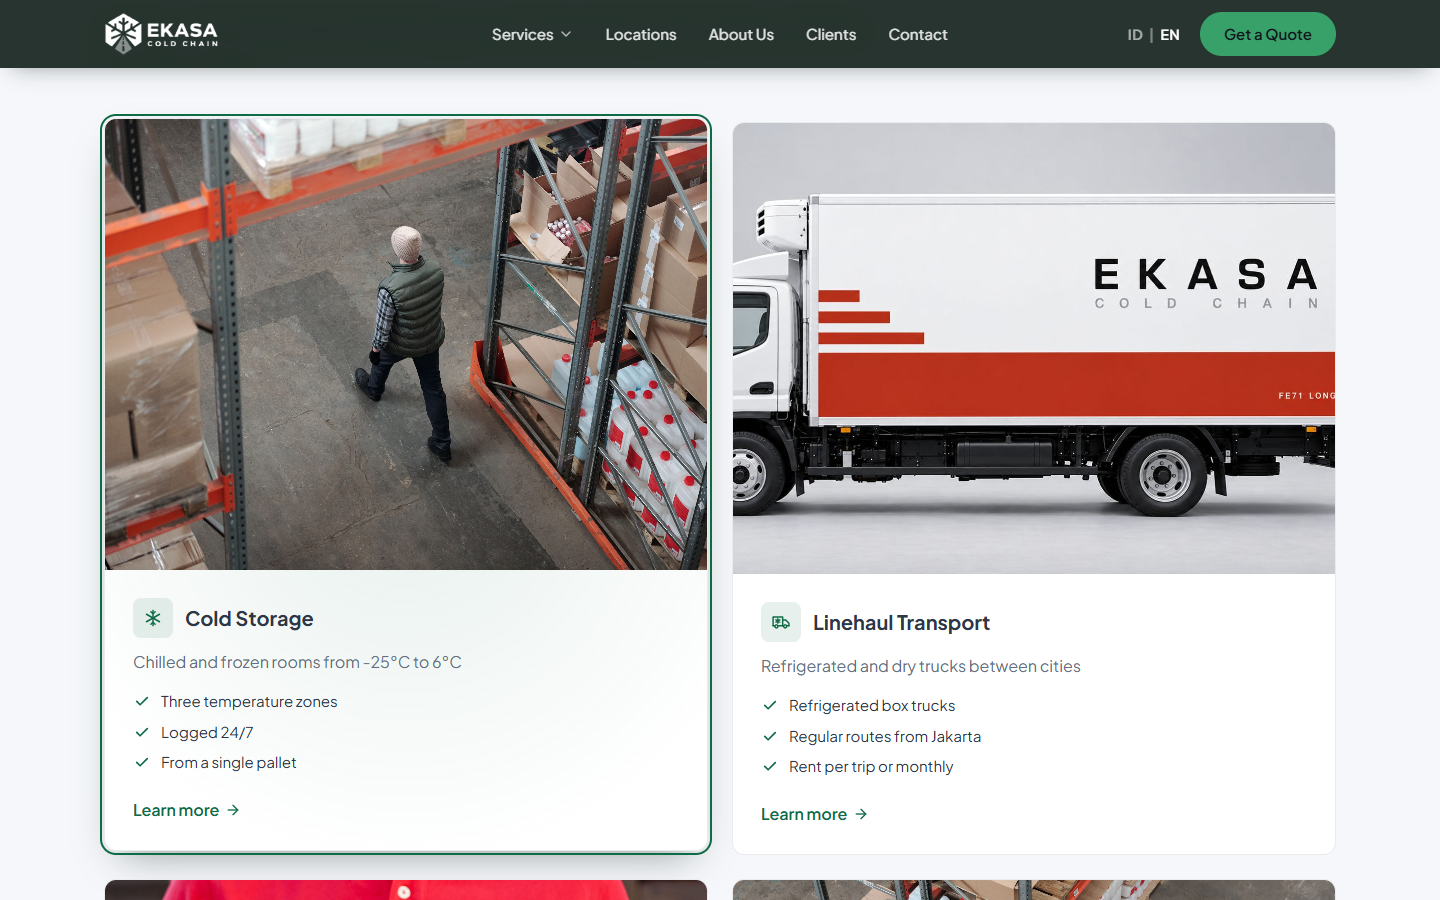 EKASA
COLD CHAIN
Services
Locations
About Us
Clients
Contact
ID | EN
Get a Quote
EKASA
COLD CHAIN
FE71 LONG
Cold Storage
Chilled and frozen rooms from -25°C to 6°C
Three temperature zones
Logged 24/7
From a single pallet
Learn more
Linehaul Transport
Refrigerated and dry trucks between cities
Refrigerated box trucks
Regular routes from Jakarta
Rent per trip or monthly
Learn more